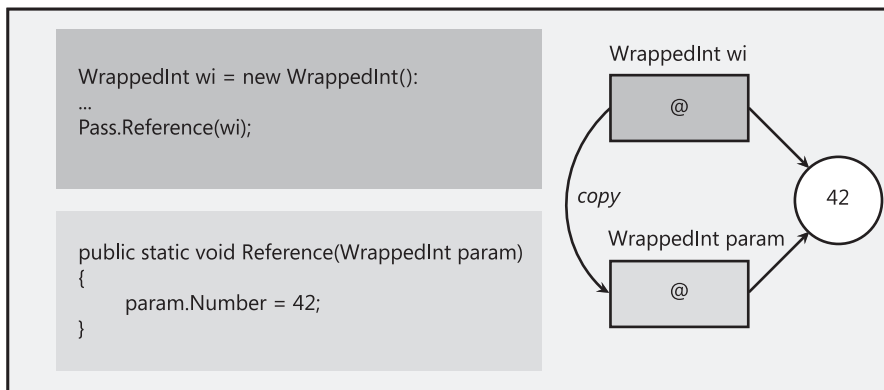 WrappedInt wi = new WrappedInt():
...
Pass.Reference(wi);
public static void Reference(WrappedInt param)
{
param.Number = 42;
}
WrappedInt wi
@
copy
42
WrappedInt param
@